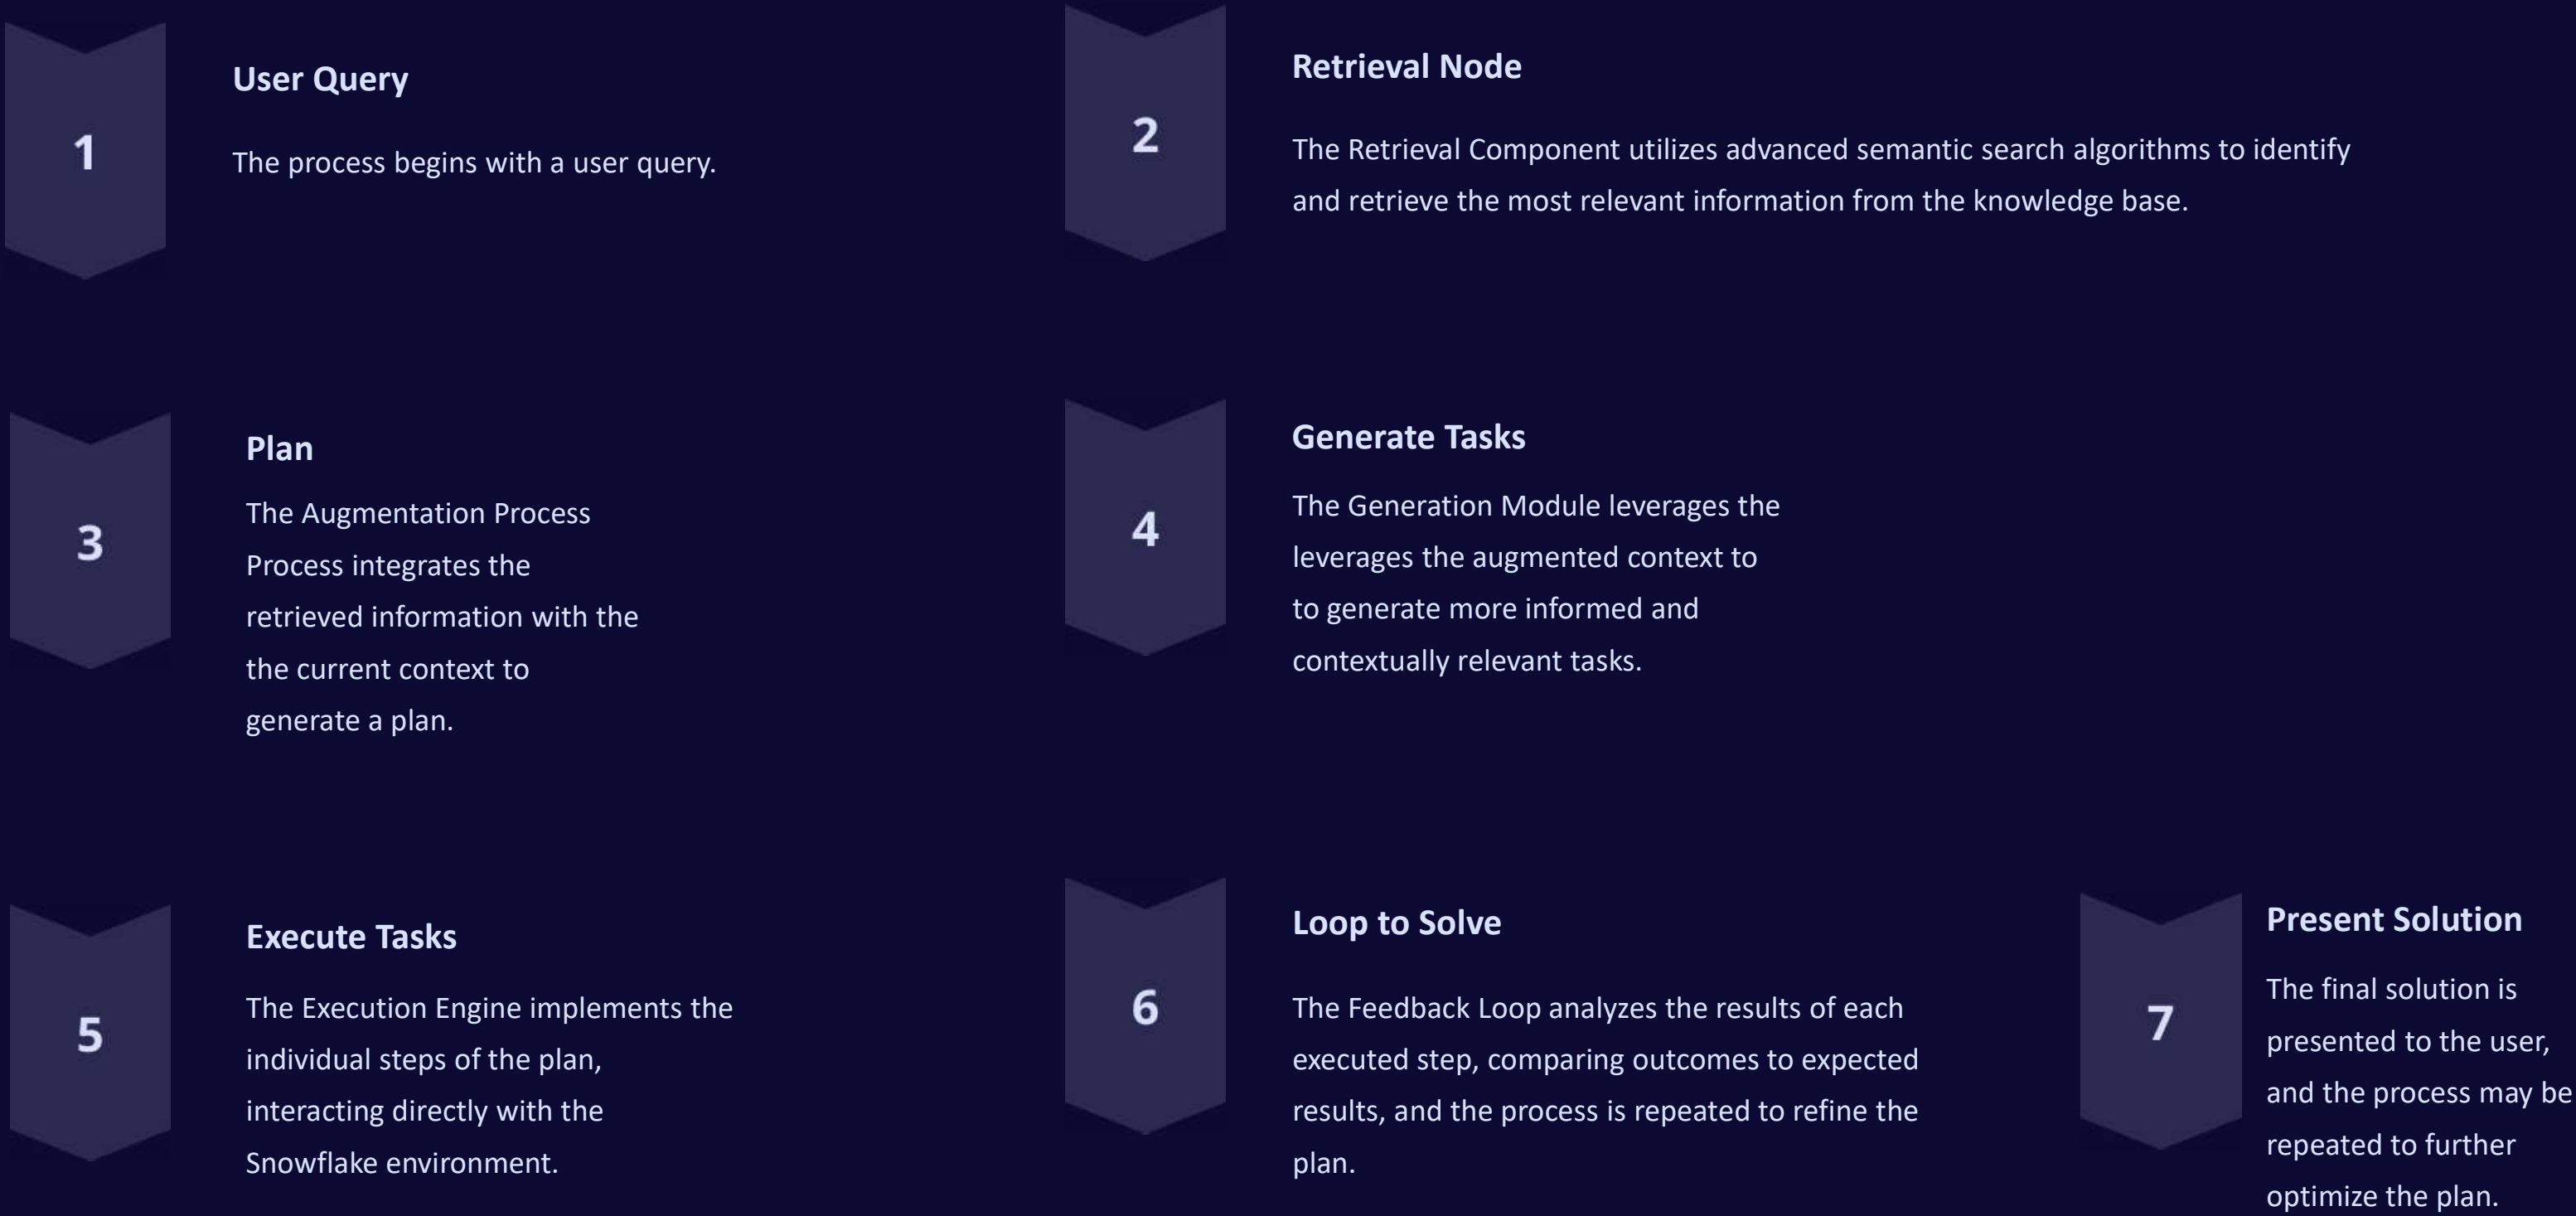 1
User Query
The process begins with a user query.
2
Retrieval Node
The Retrieval Component utilizes advanced semantic search algorithms to identify
and retrieve the most relevant information from the knowledge base.
3
Plan
The Augmentation Process
Process integrates the
retrieved information with the
the current context to
generate a plan.
4
Generate Tasks
The Generation Module leverages the
leverages the augmented context to
to generate more informed and
contextually relevant tasks.
5
Execute Tasks
The Execution Engine implements the
individual steps of the plan,
interacting directly with the
Snowflake environment.
6
Loop to Solve
The Feedback Loop analyzes the results of each
executed step, comparing outcomes to expected
results, and the process is repeated to refine the
plan.
7
Present Solution
The final solution is
presented to the user,
and the process may be
repeated to further
optimize the plan.